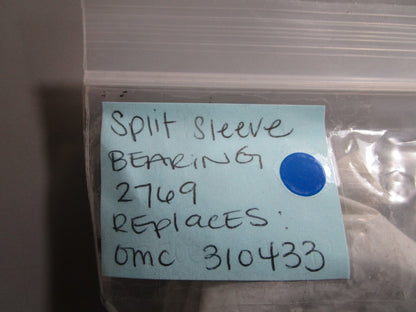 Split Sleeve
BEARING
2769
REPlaCES:
omc 310433